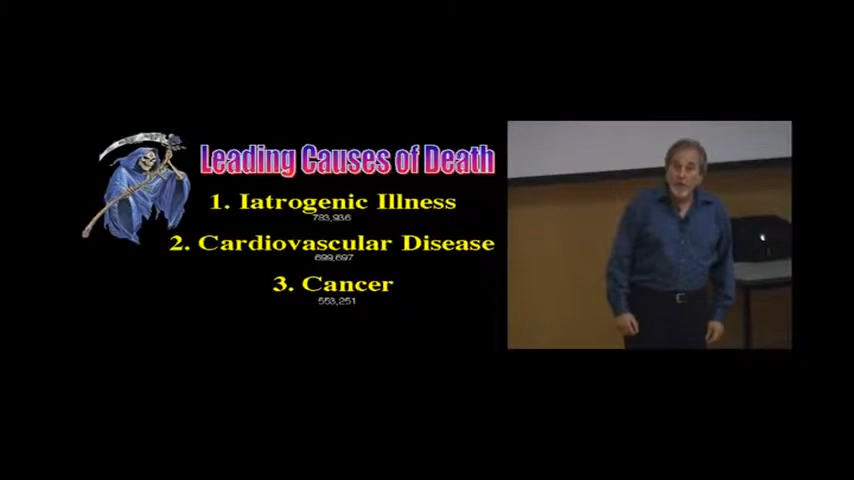 Leading Causes of Death
1. Iatrogenic Illness
783,936
2. Cardiovascular Disease
699,697
3. Cancer
553,251